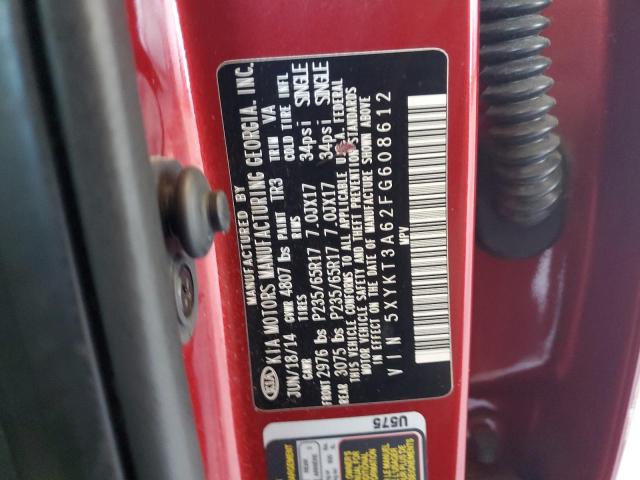 MANUFACTURED BY
KIA KIA MOTORS MANUFACTURING GEORGIA, INC.
JUN/18/14 GVWR 4807 lbs PAINT TR3 TRIM VA
GAWR TIRES RIMS COLD TIRE INFL
FRONT 2976 lbs P235/65R17 7.0JX17 34psi SINGLE
REAR 3075 lbs P235/65R17 7.0JX17 34psi SINGLE
THIS VEHICLE CONFORMS TO ALL APPLICABLE U.S.A. FEDERAL
MOTOR VEHICLE SAFETY AND THEFT PREVENTION STANDARDS
IN EFFECT ON THE DATE OF MANUFACTURE SHOWN ABOVE
VIN 5XYKT3A62FG608612
MPV
U575